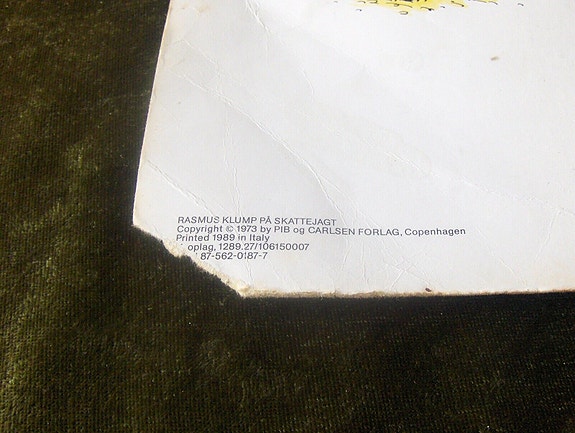 RASMUS KLUMP PÅ SKATTEJAGT
Copyright © 1973 by PIB og CARLSEN FORLAG, Copenhagen
Printed 1989 in Italy
oplag, 1289.27/106150007
87-562-0187-7